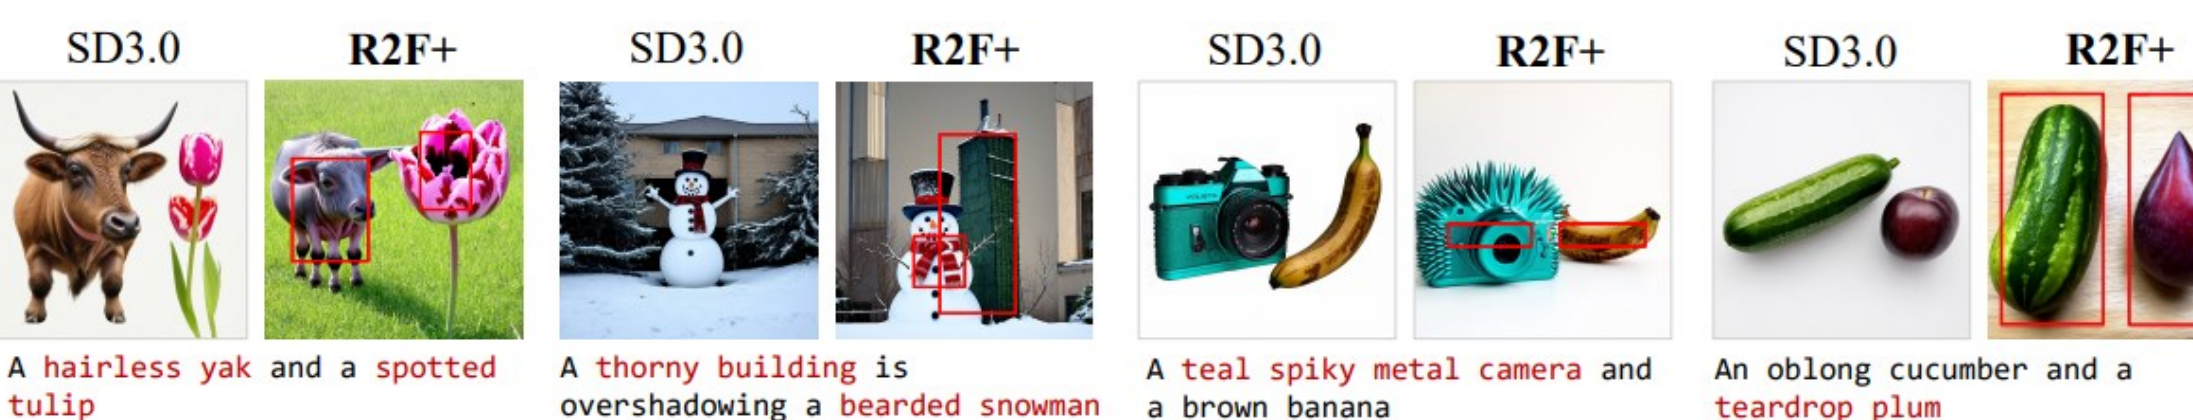 SD3.0 R2F+ SD3.0 R2F+ SD3.0 R2F+ SD3.0 R2F+
A hairless yak and a spotted
tulip
A thorny building is
overshadowing a bearded snowman
A teal spiky metal camera and
a brown banana
An oblong cucumber and a
teardrop plum